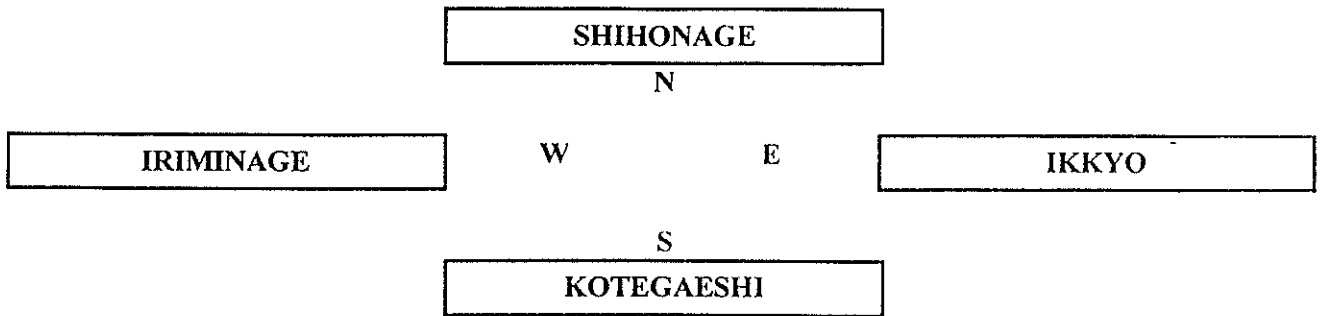 SHIHONAGE
N
IRIMINAGE W E IKKYO
S
KOTEGAESHI